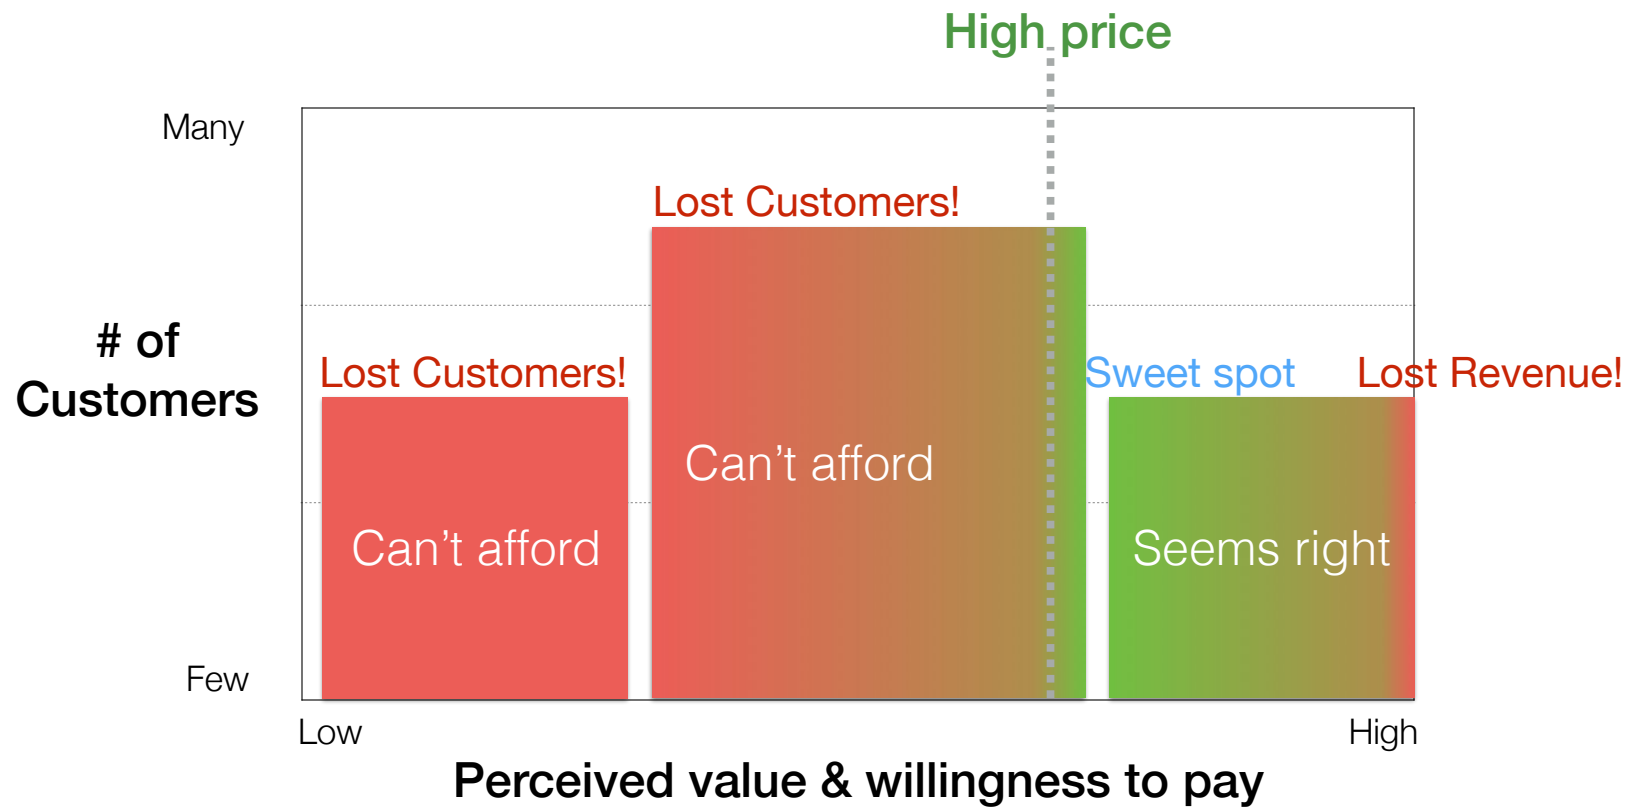 High price
Many
Lost Customers!
# of
Customers
Lost Customers!
Sweet spot
Lost Revenue!
Can’t afford
Can’t afford
Seems right
Few
Low
High
Perceived value & willingness to pay